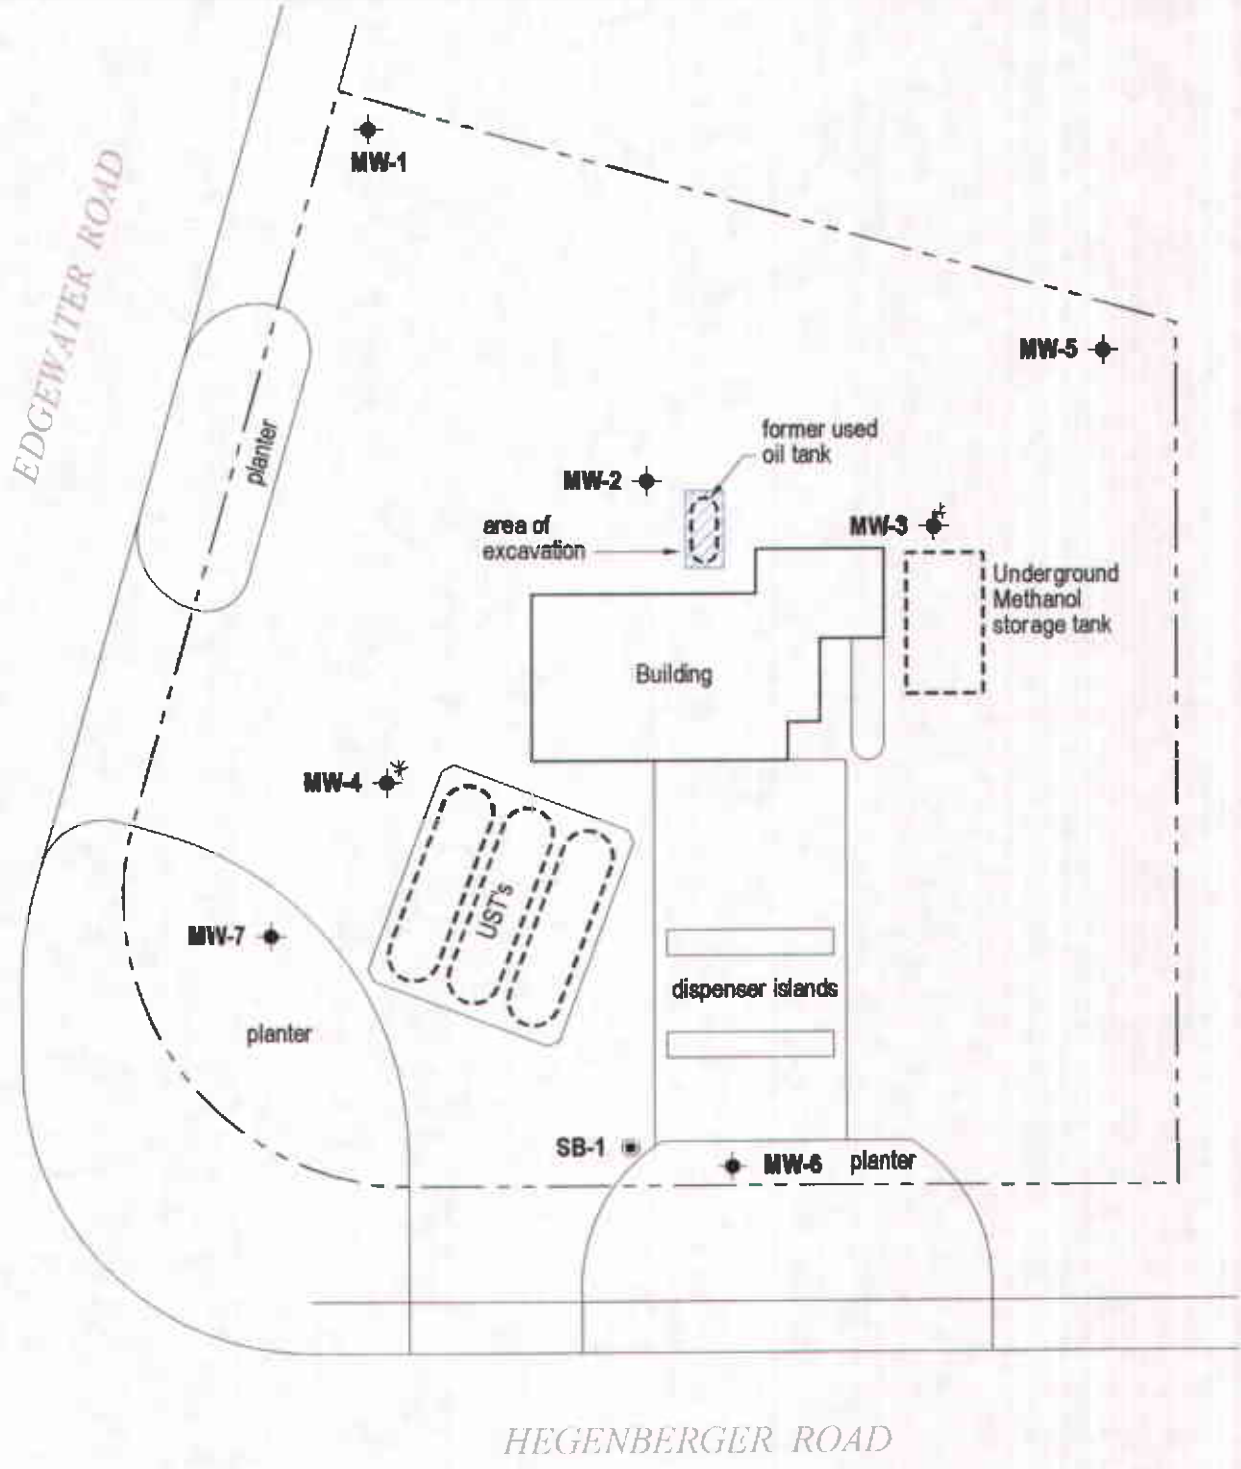 MW-1
EDGEWATER ROAD
MW-5
planter
former used
oil tank
MW-2
area of
excavation
MW-3
Underground
Methanol
storage tank
Building
MW-4
UST's
MW-7
dispenser islands
planter
SB-1
MW-6
planter
HEGENBERGER ROAD